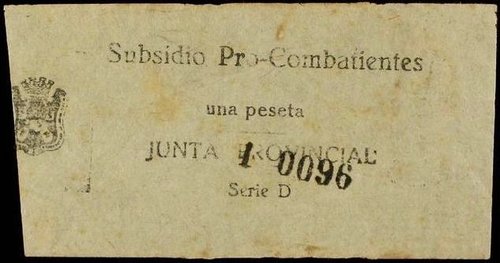 Subsidio Pro-Combatientes
una peseta
JUNTA PROVINCIAL
1 0096
Serie D